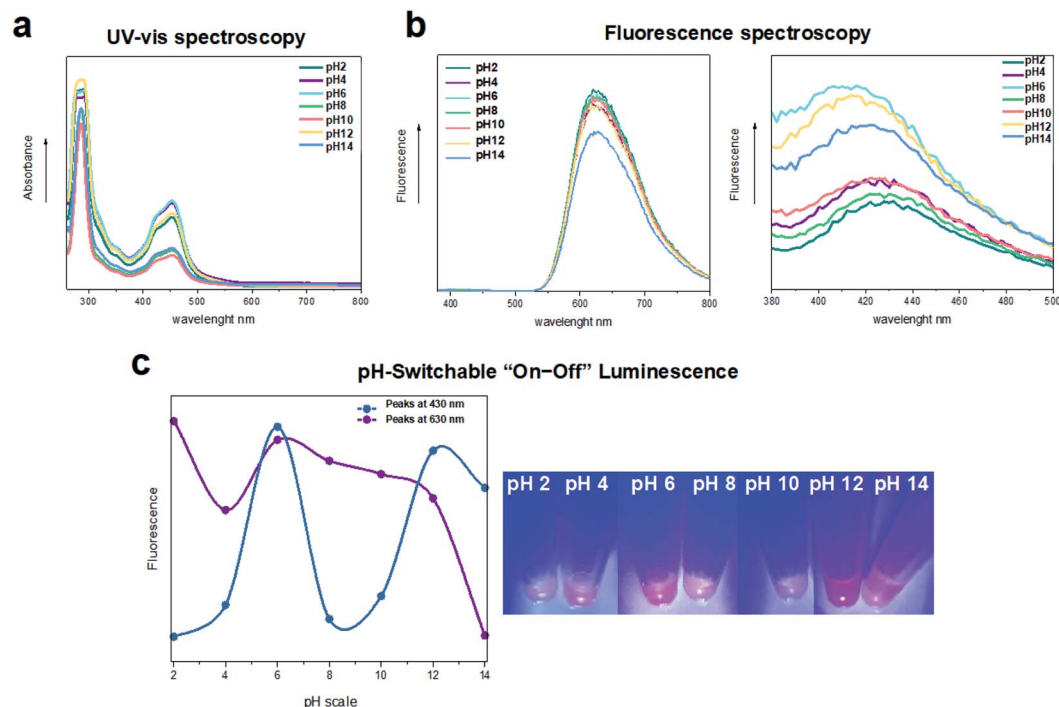 a
UV-vis spectroscopy
Absorbance
pH2
pH4
pH6
pH8
pH10
pH12
pH14
300
400
500
600
700
800
wavelenght nm
b
Fluorescence spectroscopy
Fluorescence
pH2
pH4
pH6
pH8
pH10
pH12
pH14
400
500
600
700
800
wavelenght nm
Fluorescence
pH2
pH4
pH6
pH8
pH10
pH12
pH14
380
400
420
440
460
480
500
wavelenght nm
c
pH-Switchable “On−Off” Luminescence
Fluorescence
Peaks at 430 nm
Peaks at 630 nm
2
4
6
8
10
12
14
pH scale
pH 2 pH 4 pH 6 pH 8 pH 10 pH 12 pH 14